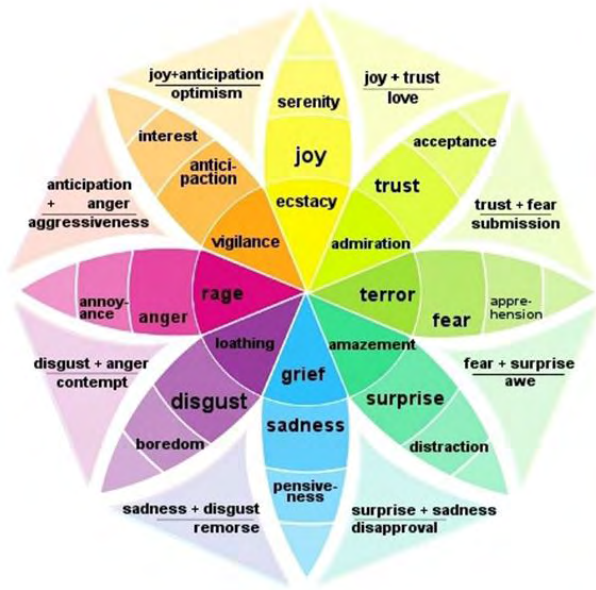 joy+anticipation
optimism
joy + trust
love
serenity
interest
acceptance
joy
antici-
paction
trust
anticipation
+ anger
aggressiveness
ecstacy
trust + fear
submission
vigilance
admiration
annoy-
ance
anger
rage
terror
fear
appre-
hension
loathing
amazement
disgust + anger
contempt
grief
fear + surprise
awe
disgust
surprise
sadness
boredom
distraction
pensive-
ness
sadness + disgust
remorse
surprise + sadness
disapproval